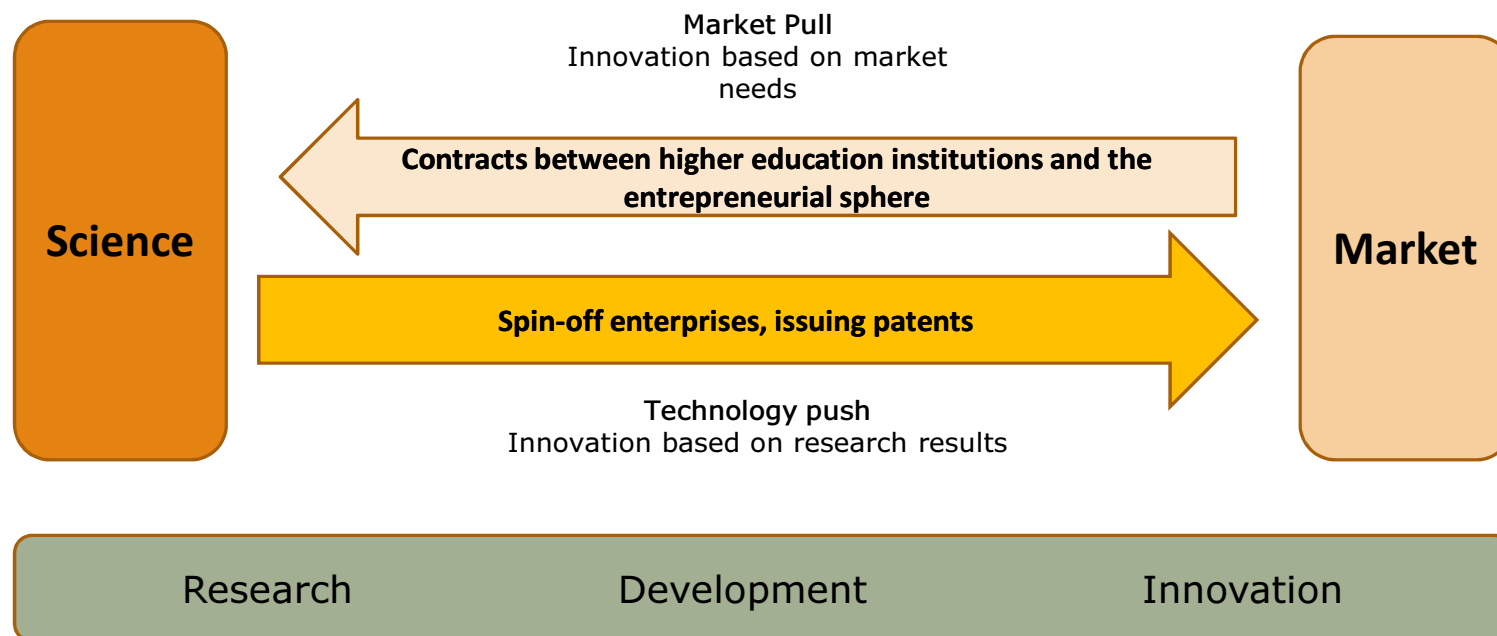 Market Pull
Innovation based on market
needs
Contracts between higher education institutions and the
entrepreneurial sphere
Science
Market
Spin-off enterprises, issuing patents
Technology push
Innovation based on research results
Research Development Innovation